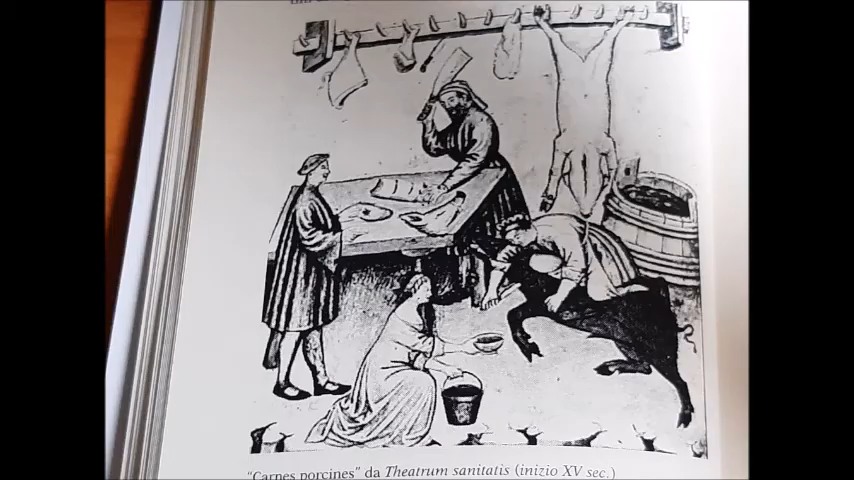 "Carnes porcines" da Theatrum sanitatis (inizio XV sec.)